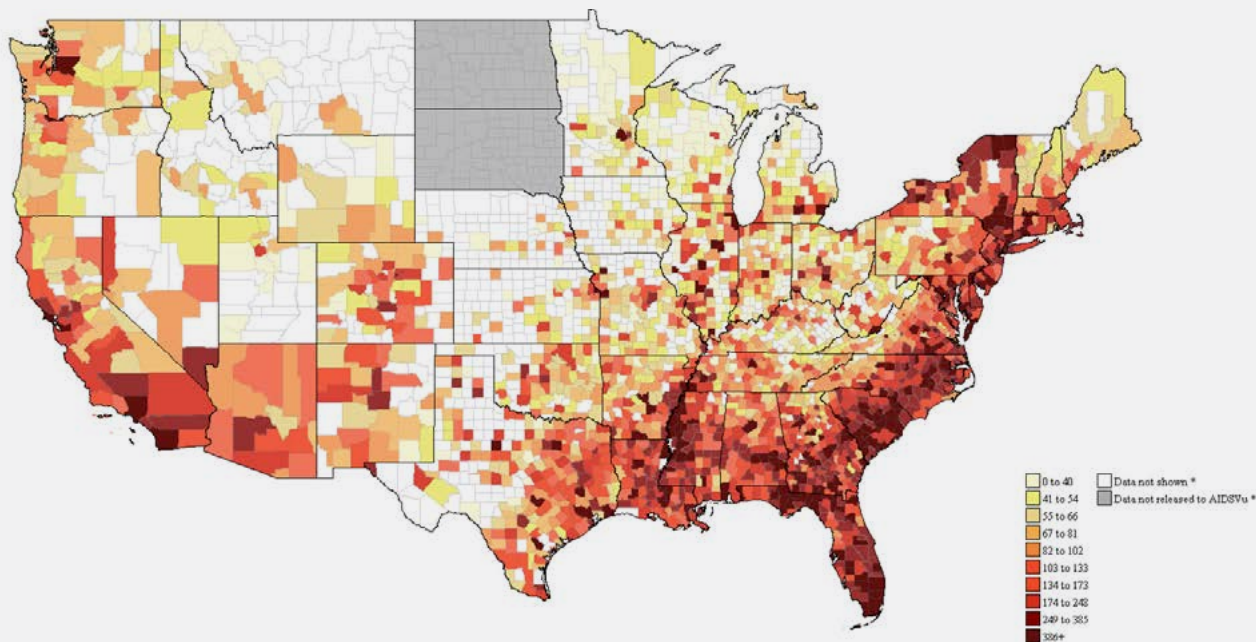 0 to 40
41 to 54
55 to 66
67 to 81
82 to 102
103 to 133
134 to 173
174 to 248
249 to 385
386+
Data not shown *
Data not released to AIDSVu *